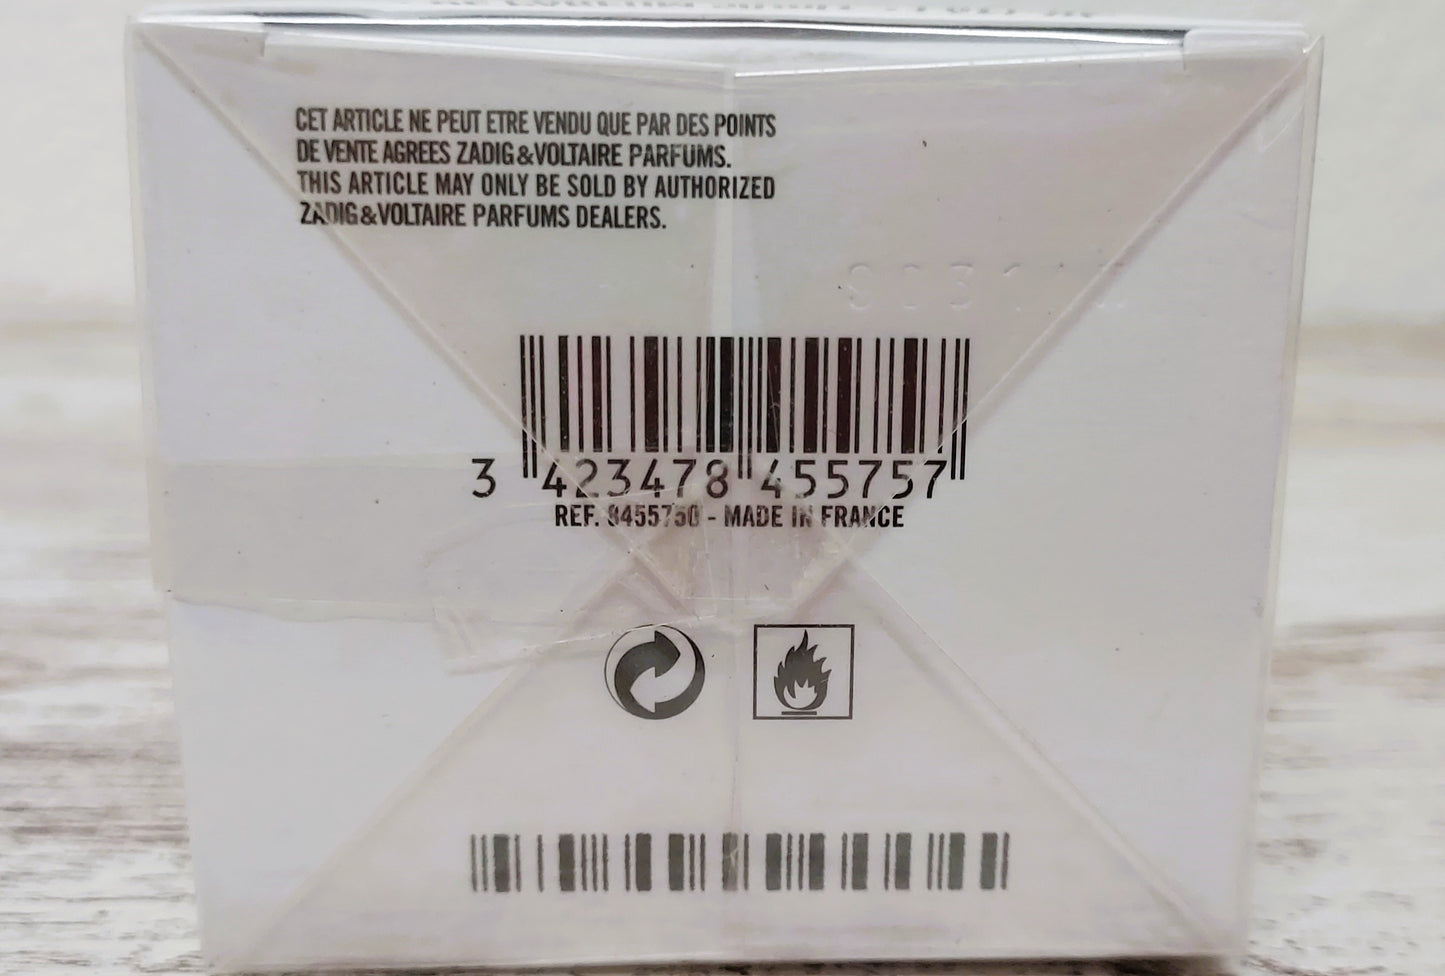 CET ARTICLE NE PEUT ETRE VENDU QUE PAR DES POINTS
DE VENTE AGREES ZADIG&VOLTAIRE PARFUMS.
THIS ARTICLE MAY ONLY BE SOLD BY AUTHORIZED
ZADIG&VOLTAIRE PARFUMS DEALERS.
3 423478 455757
REF. 8455750 - MADE IN FRANCE